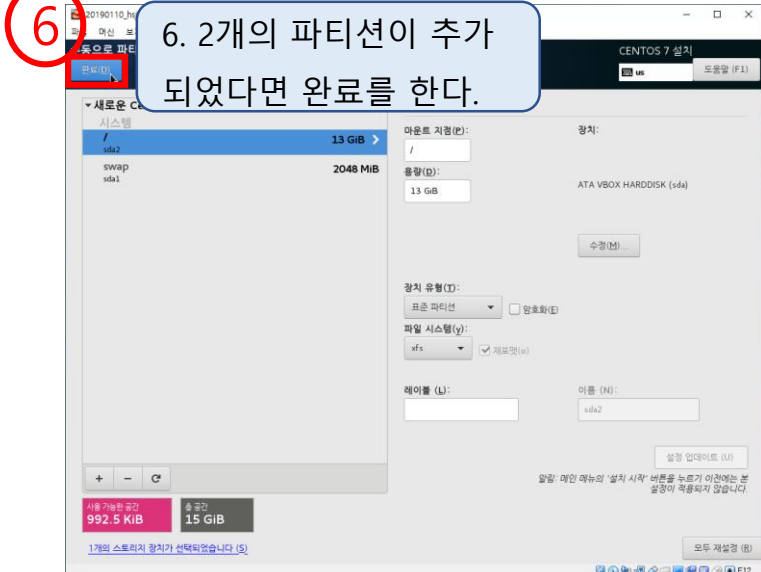 6
6. 2개의 파티션이 추가
되었다면 완료를 한다.
20190110_hs
머신
CENTOS 7 설치
완료(D)
us
도움말 (F1)
시스템
/
13 GiB
sda2
swap
2048 MiB
sda1
마운트 지점(P):
/
용량(D):
13 GiB
장치:
ATA VBOX HARDDISK (sda)
수정(M)...
장치 유형(T):
표준 파티션
암호화(E)
파일 시스템(y):
xfs
재포맷(o)
레이블 (L):
이름 (N):
sda2
설정 업데이트 (U)
알림: 메인 메뉴의 '설치 시작' 버튼을 누르기 이전에는 본
설정이 적용되지 않습니다.
+ -
사용 가능한 공간
992.5 KiB
총 공간
15 GiB
1개의 스토리지 장치가 선택되었습니다 (S)
모두 재설정 (R)
F12